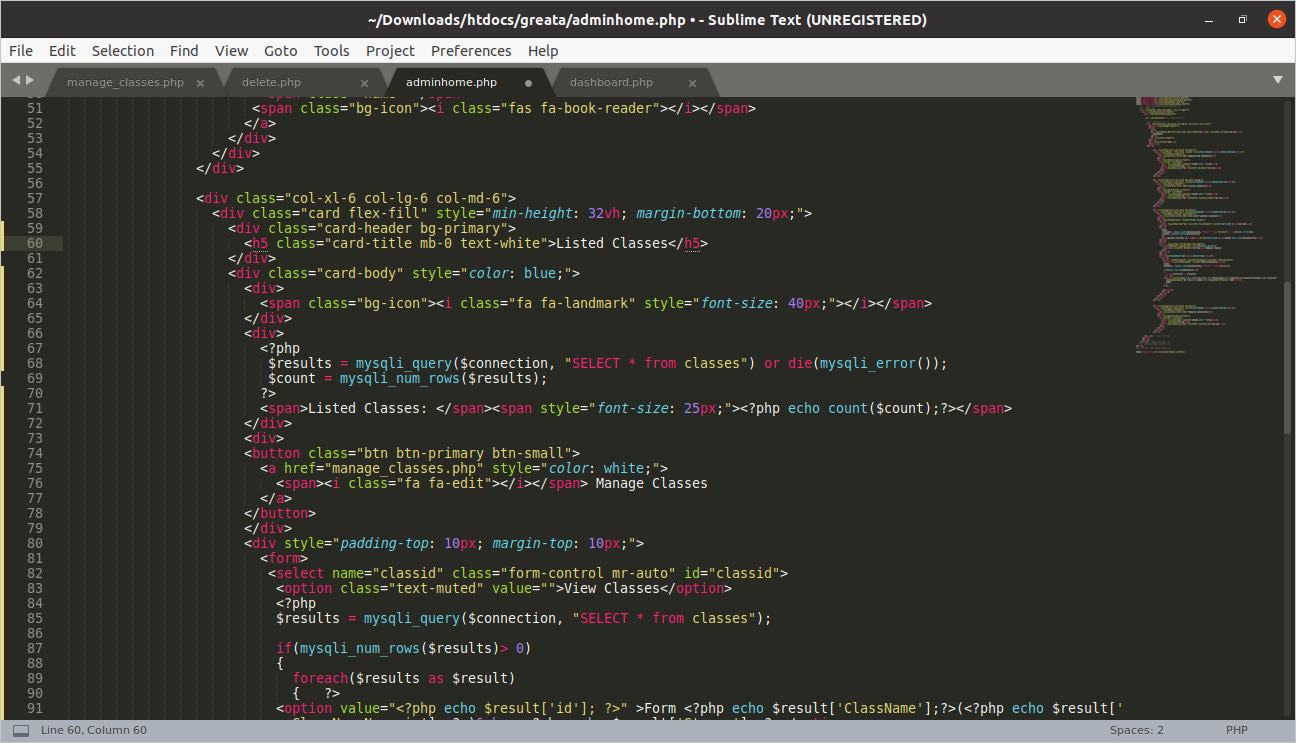 ~/Downloads/htdocs/greata/adminhome.php • - Sublime Text (UNREGISTERED)
File Edit Selection Find View Goto Tools Project Preferences Help
manage_classes.php × delete.php × adminhome.php ● dashboard.php ×
51 <span class="bg-icon"><i class="fas fa-book-reader"></i></span>
52 </a>
53 </div>
54 </div>
55 </div>
56
57 <div class="col-xl-6 col-lg-6 col-md-6">
58 <div class="card flex-fill" style="min-height: 32vh; margin-bottom: 20px;">
59 <div class="card-header bg-primary">
60 <h5 class="card-title mb-0 text-white">Listed Classes</h5>
61 </div>
62 <div class="card-body" style="color: blue;">
63 <div>
64 <span class="bg-icon"><i class="fa fa-landmark" style="font-size: 40px;"></i></span>
65 </div>
66 <div>
67 <?php
68 $results = mysqli_query($connection, "SELECT * from classes") or die(mysqli_error());
69 $count = mysqli_num_rows($results);
70 ?>
71 <span>Listed Classes: </span><span style="font-size: 25px;"><?php echo count($count);?></span>
72 </div>
73 <div>
74 <button class="btn btn-primary btn-small">
75 <a href="manage_classes.php" style="color: white;">
76 <span><i class="fa fa-edit"></i></span> Manage Classes
77 </a>
78 </button>
79 </div>
80 <div style="padding-top: 10px; margin-top: 10px;">
81 <form>
82 <select name="classid" class="form-control mr-auto" id="classid">
83 <option class="text-muted" value="">View Classes</option>
84 <?php
85 $results = mysqli_query($connection, "SELECT * from classes");
86
87 if(mysqli_num_rows($results)> 0)
88 {
89 foreach($results as $result)
90 { ?>
91 <option value="<?php echo $result['id']; ?>" >Form <?php echo $result['ClassName'];?>(<?php echo $result['
Line 60, Column 60 Spaces: 2 PHP